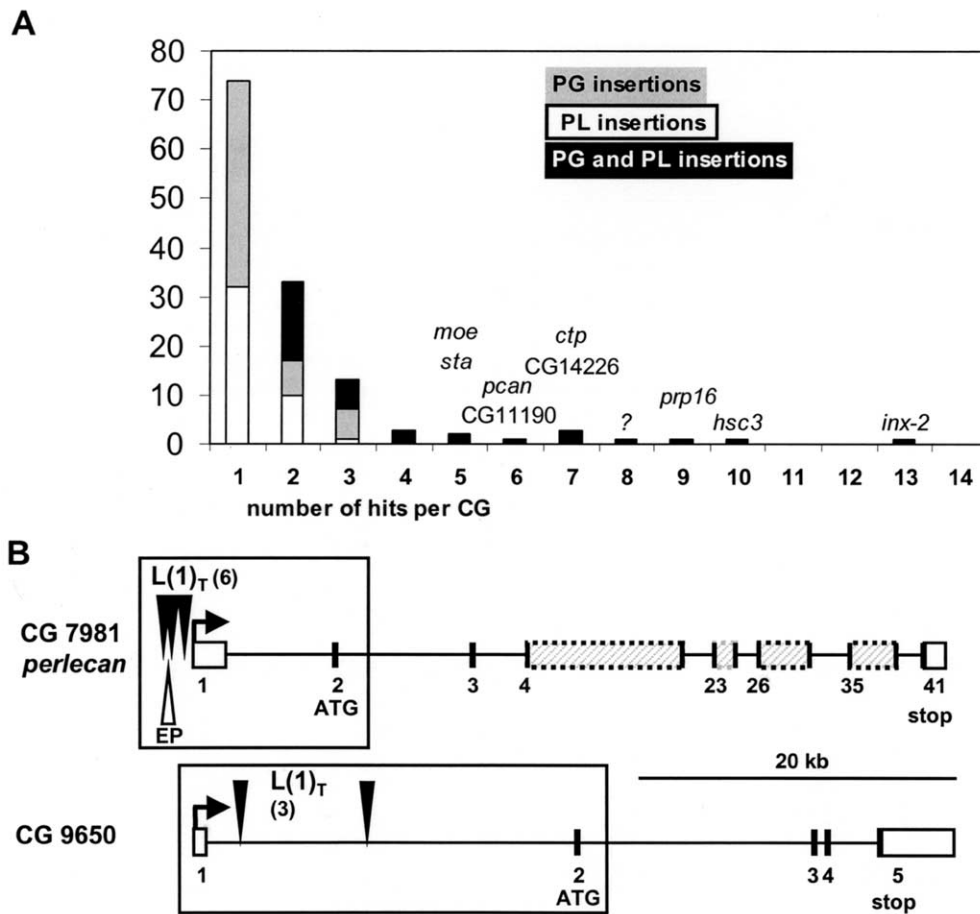 A
80
70
60
50
40
30
20
10
0
PG insertions
PL insertions
PG and PL insertions
moe
sta
pcan
CG11190
ctp
CG14226
?
prp16
hsc3
inx-2
1 2 3 4 5 6 7 8 9 10 11 12 13 14
number of hits per CG
B
L(1)T (6)
CG 7981
perlecan
1 2 3 4 23 26 35 41
ATG
stop
EP
20 kb
L(1)T
(3)
CG 9650
1 2 3 4 5
ATG
stop